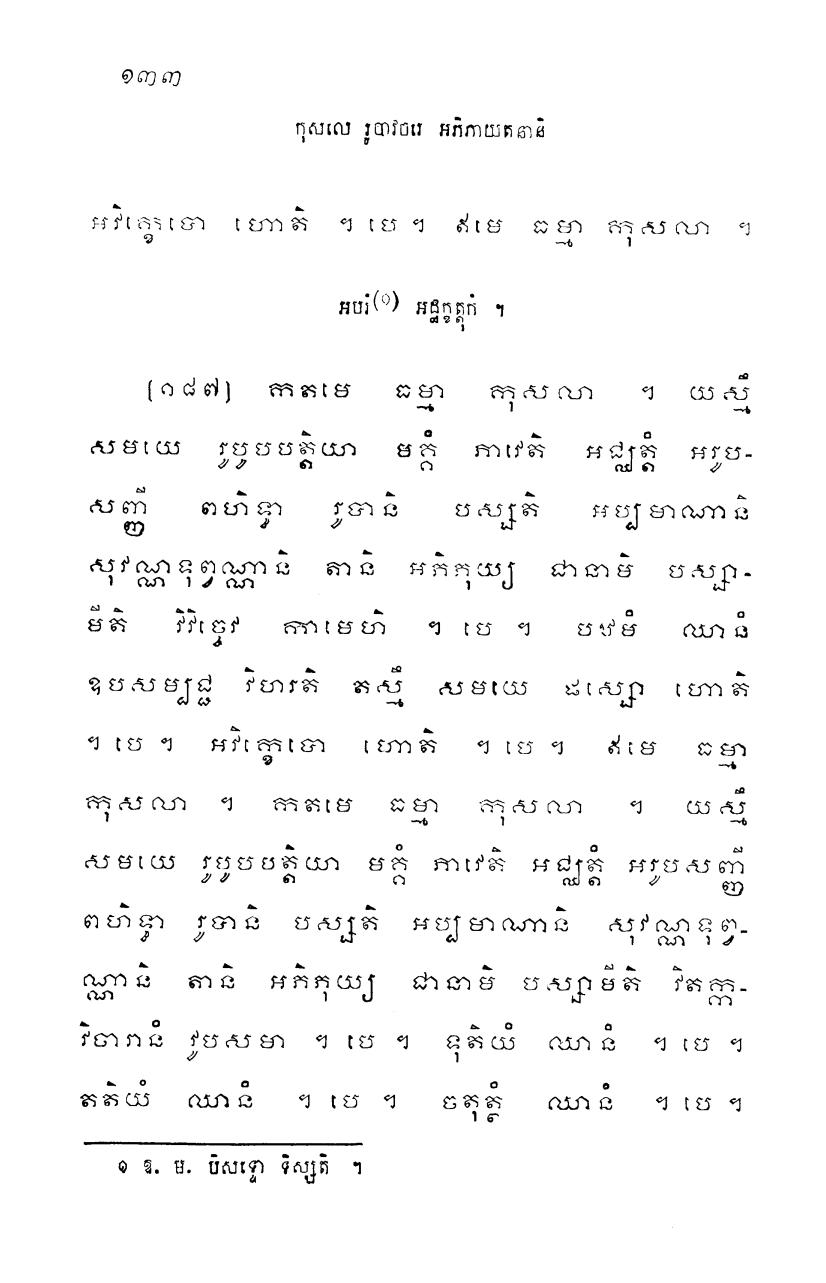 ១៣៣
កុសលេ រូបាវចរេ អភិភាយតនានិ
អវិក្ខេបោ ហោតិ ។ បេ ។ ឥមេ ធម្មា កុសលា ។
អបរំ(១) អដ្ឋក្ខត្តុកំ ។
[១៨៧] កតមេ ធម្មា កុសលា ។ យស្មឹ
សមយេ រូបូបបត្តិយា មគ្គំ ភាវេតិ អជ្ឈត្តំ អរូប-
សញ្ញី ពហិទ្ធា រូបានិ បស្សតិ អប្បមាណានិ
សុវណ្ណទុព្វណ្ណានិ តានិ អភិភុយ្យ ជានាមិ បស្សា-
មីតិ វិវិច្ចេវ កាមេហិ ។ បេ ។ បឋមំ ឈានំ
ឧបសម្បជ្ជ វិហរតិ តស្មឹ សមយេ ផស្សោ ហោតិ
។ បេ ។ អវិក្ខេបោ ហោតិ ។ បេ ។ ឥមេ ធម្មា
កុសលា ។ កតមេ ធម្មា កុសលា ។ យស្មឹ
សមយេ រូបូបបត្តិយា មគ្គំ ភាវេតិ អជ្ឈត្តំ អរូបសញ្ញី
ពហិទ្ធា រូបានិ បស្សតិ អប្បមាណានិ សុវណ្ណទុព្វ-
ណ្ណានិ តានិ អភិភុយ្យ ជានាមិ បស្សាមីតិ វិតក្ក-
វិចារានំ វូបសមា ។ បេ ។ ទុតិយំ ឈានំ ។ បេ ។
តតិយំ ឈានំ ។ បេ ។ ចតុត្ថំ ឈានំ ។ បេ ។
១ ឱ. ម. បិសទ្ទោ ទិស្សតិ ។